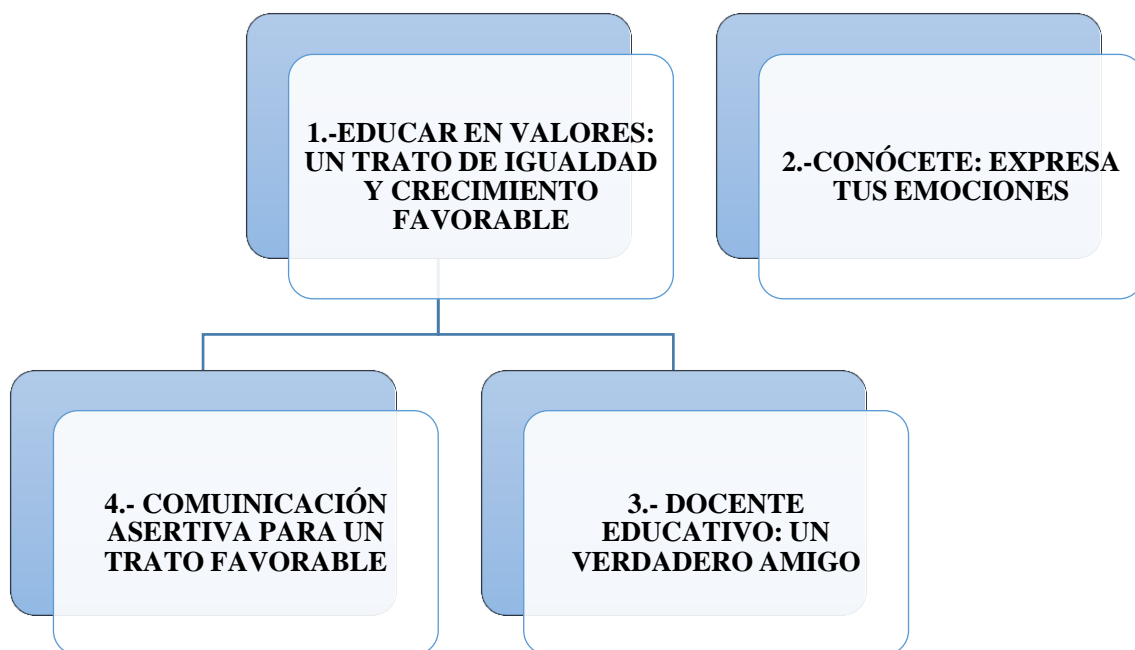 1.-EDUCAR EN VALORES:
UN TRATO DE IGUALDAD
Y CRECIMIENTO
FAVORABLE
2.-CONÓCETE: EXPRESA
TUS EMOCIONES
4.- COMUINICACIÓN
ASERTIVA PARA UN
TRATO FAVORABLE
3.- DOCENTE
EDUCATIVO: UN
VERDADERO AMIGO